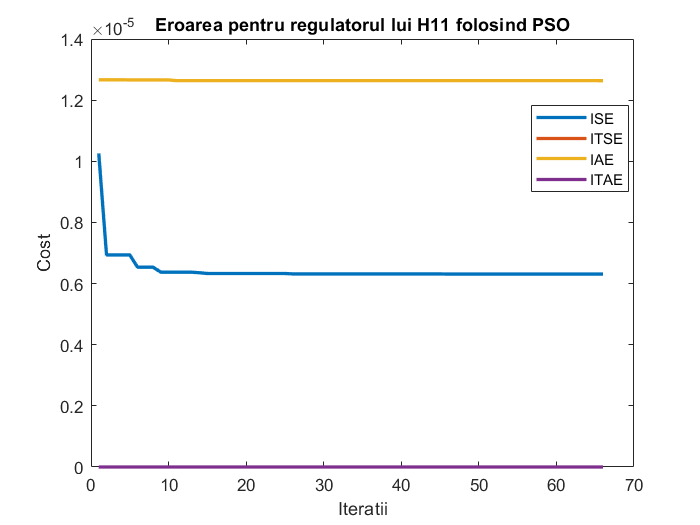 ×10-5
Eroarea pentru regulatorul lui H11 folosind PSO
1.4
1.2
1
0.8
0.6
0.4
0.2
0
0 10 20 30 40 50 60 70
Cost
Iteratii
ISE
ITSE
IAE
ITAE